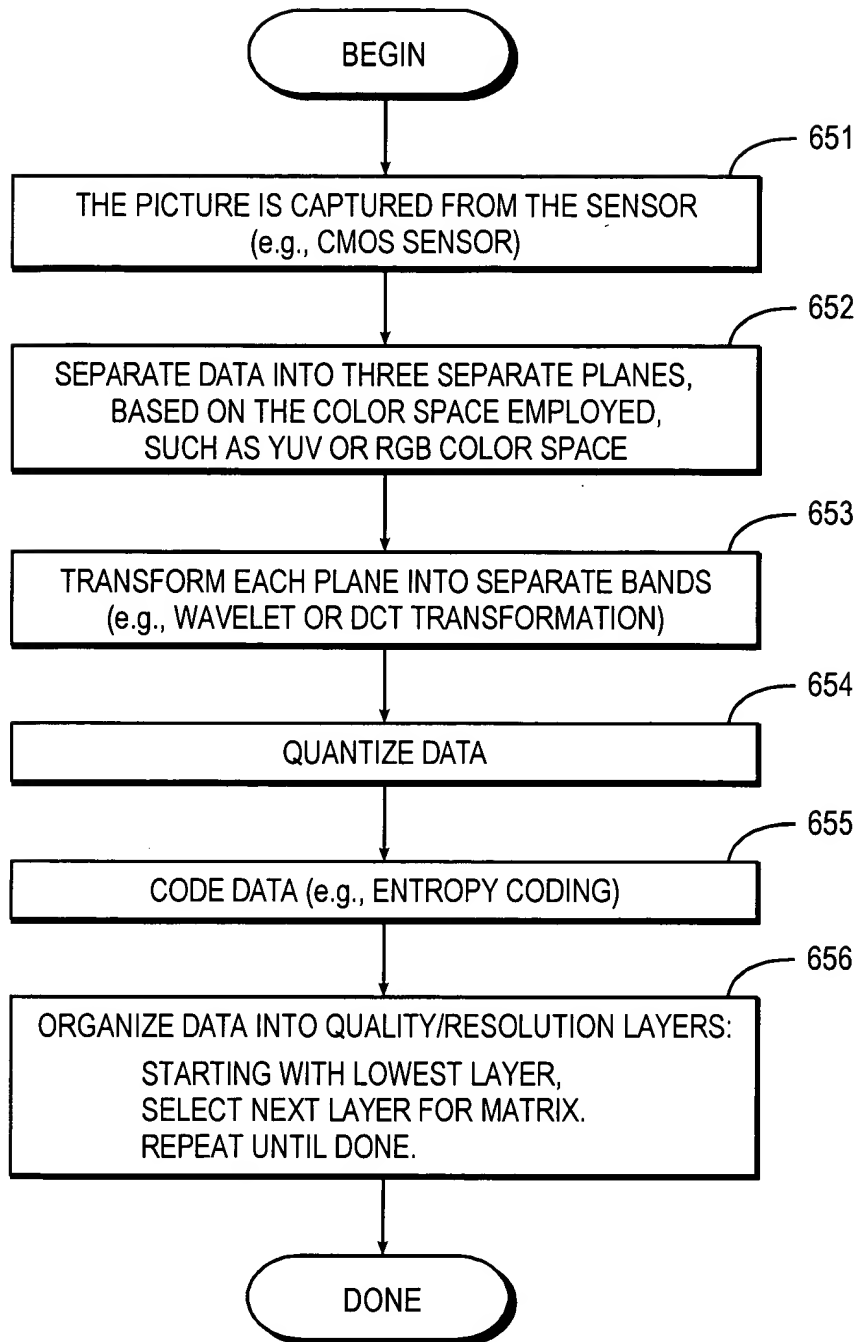 BEGIN
651
THE PICTURE IS CAPTURED FROM THE SENSOR
(e.g., CMOS SENSOR)
652
SEPARATE DATA INTO THREE SEPARATE PLANES,
BASED ON THE COLOR SPACE EMPLOYED,
SUCH AS YUV OR RGB COLOR SPACE
653
TRANSFORM EACH PLANE INTO SEPARATE BANDS
(e.g., WAVELET OR DCT TRANSFORMATION)
654
QUANTIZE DATA
655
CODE DATA (e.g., ENTROPY CODING)
656
ORGANIZE DATA INTO QUALITY/RESOLUTION LAYERS:
STARTING WITH LOWEST LAYER,
SELECT NEXT LAYER FOR MATRIX.
REPEAT UNTIL DONE.
DONE